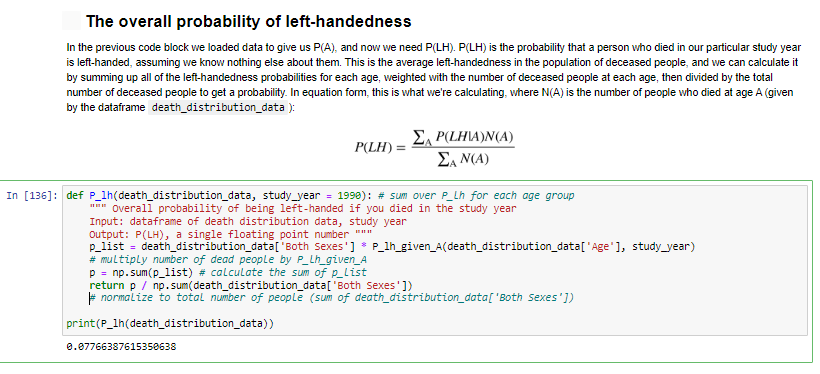 The overall probability of left-handedness
In the previous code block we loaded data to give us P(A), and now we need P(LH). P(LH) is the probability that a person who died in our particular study year
is left-handed, assuming we know nothing else about them. This is the average left-handedness in the population of deceased people, and we can calculate it
by summing up all of the left-handedness probabilities for each age, weighted with the number of deceased people at each age, then divided by the total
number of deceased people to get a probability. In equation form, this is what we're calculating, where N(A) is the number of people who died at age A (given
by the dataframe death_distribution_data ):
P(LH) = ∑A P(LH|A)N(A) / ∑A N(A)
In [136]: def P_lh(death_distribution_data, study_year = 1990): # sum over P_lh for each age group
""" Overall probability of being left-handed if you died in the study year
Input: dataframe of death distribution data, study year
Output: P(LH), a single floating point number """
p_list = death_distribution_data['Both Sexes'] * P_lh_given_A(death_distribution_data['Age'], study_year)
# multiply number of dead people by P_lh_given_A
p = np.sum(p_list) # calculate the sum of p_list
return p / np.sum(death_distribution_data['Both Sexes'])
# normalize to total number of people (sum of death_distribution_data['Both Sexes'])
print(P_lh(death_distribution_data))
0.07766387615350638